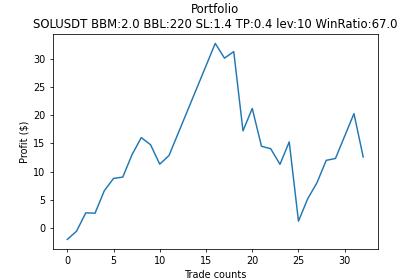 Portfolio
SOLUSDT BBM:2.0 BBL:220 SL:1.4 TP:0.4 lev:10 WinRatio:67.0
30
25
20
15
10
5
0
Profit ($)
0 5 10 15 20 25 30
Trade counts